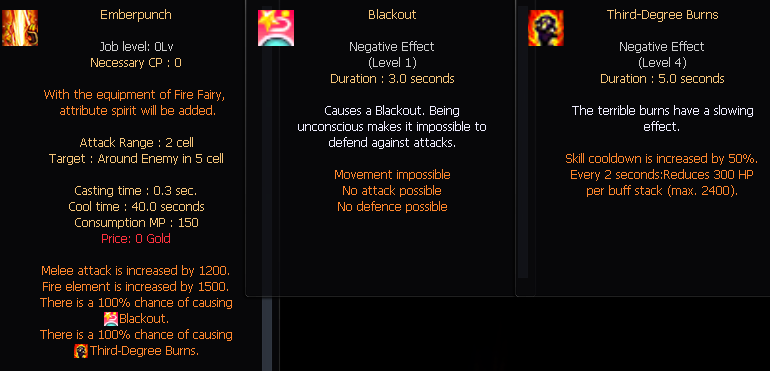 Emberpunch
Job level: 0Lv
Necessary CP : 0
With the equipment of Fire Fairy,
attribute spirit will be added.
Attack Range : 2 cell
Target : Around Enemy in 5 cell
Casting time : 0.3 sec.
Cool time : 40.0 seconds
Consumption MP : 150
Price: 0 Gold
Melee attack is increased by 1200.
Fire element is increased by 1500.
There is a 100% chance of causing
Blackout.
There is a 100% chance of causing
Third-Degree Burns.
Blackout
Negative Effect
(Level 1)
Duration : 3.0 seconds
Causes a Blackout. Being
unconscious makes it impossible to
defend against attacks.
Movement impossible
No attack possible
No defence possible
Third-Degree Burns
Negative Effect
(Level 4)
Duration : 5.0 seconds
The terrible burns have a slowing
effect.
Skill cooldown is increased by 50%.
Every 2 seconds:Reduces 300 HP
per buff stack (max. 2400).